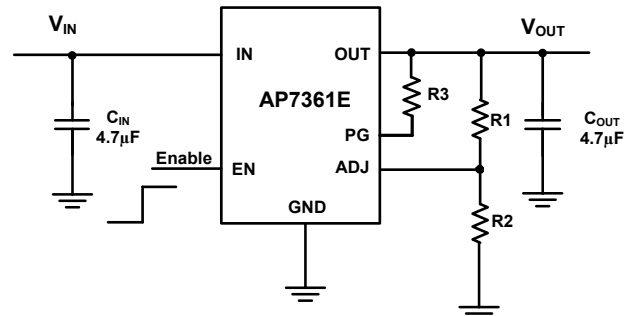 VIN
VOUT
IN
OUT
AP7361E
R3
R1
CIN
4.7μF
COUT
4.7μF
PG
Enable
EN
ADJ
GND
R2